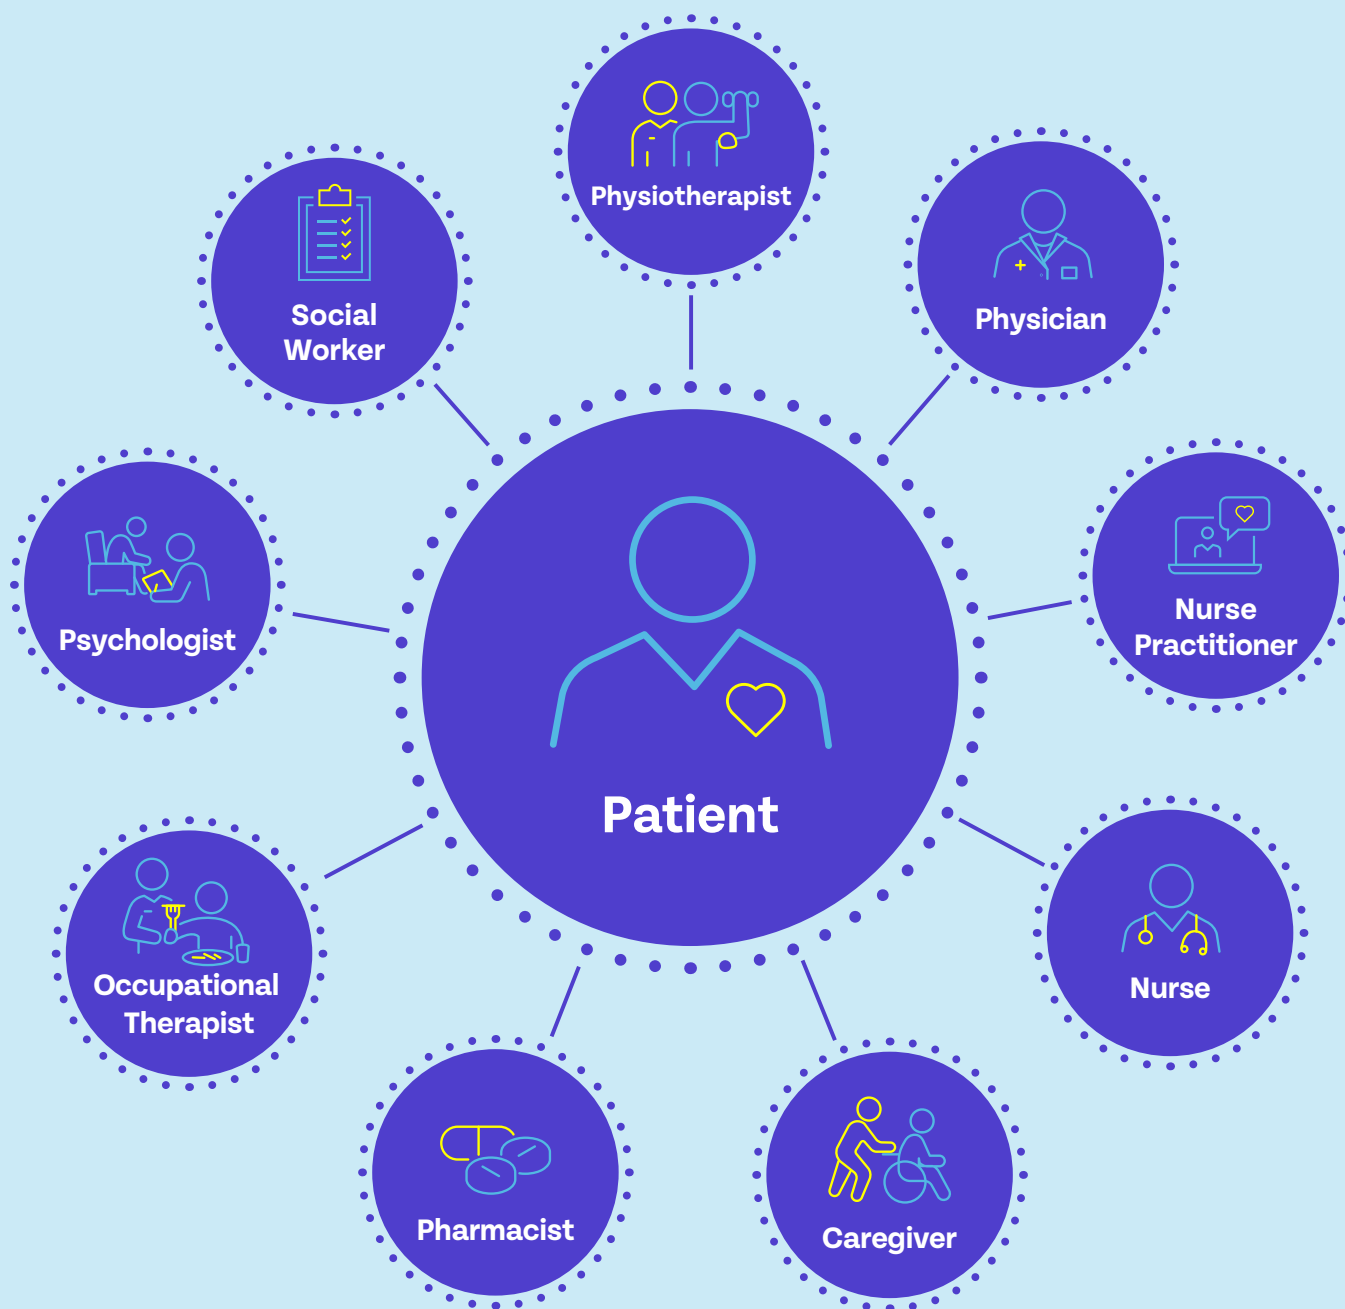 Physiotherapist
Physician
Social
Worker
Nurse
Practitioner
Psychologist
Patient
Nurse
Occupational
Therapist
Pharmacist
Caregiver